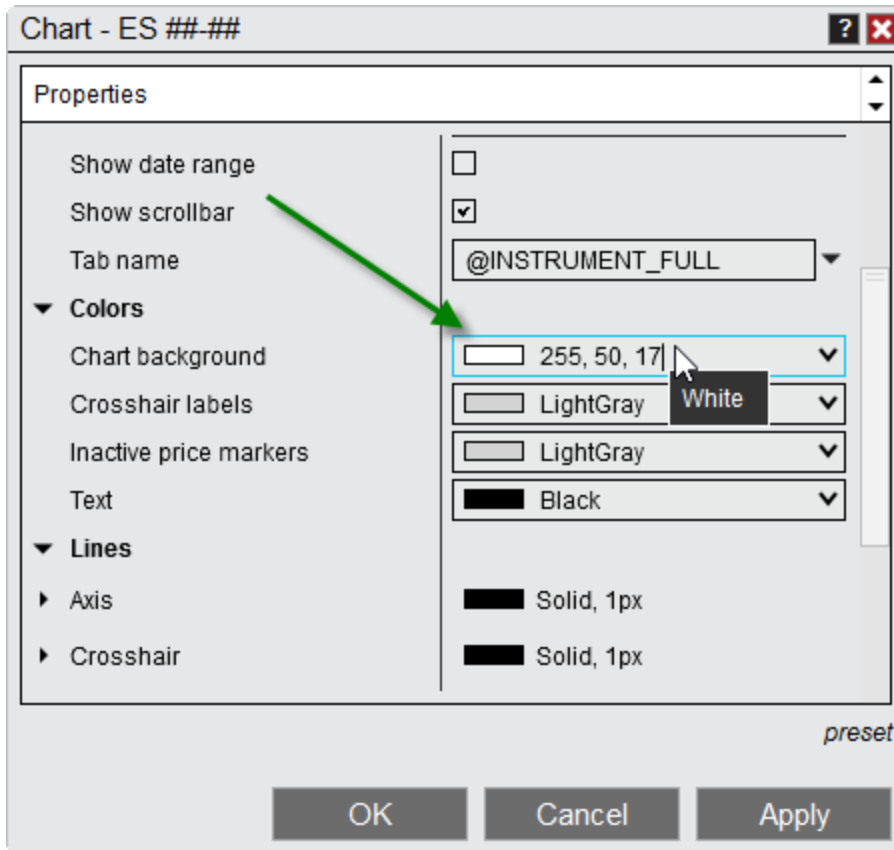 Chart - ES ##-##
?
Properties
Show date range
Show scrollbar
Tab name @INSTRUMENT_FULL
Colors
Chart background 255, 50, 17
White
Crosshair labels LightGray
Inactive price markers LightGray
Text Black
Lines
Axis Solid, 1px
Crosshair Solid, 1px
preset
OK Cancel Apply